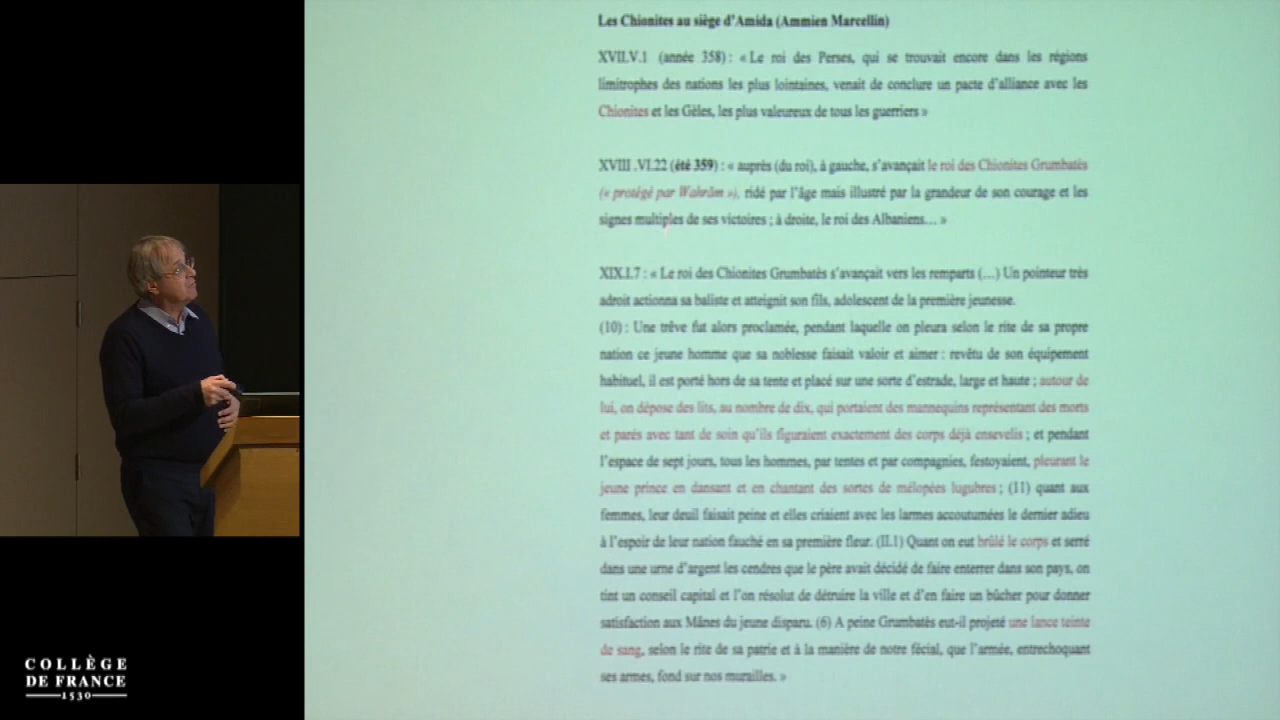 Les Chionites au siège d'Amida (Ammien Marcellin)
XVII.V.1 (année 358) : « Le roi des Perses, qui se trouvait encore dans les régions
limitrophes des nations les plus lointaines, venait de conclure un pacte d'alliance avec les
Chionites et les Gèles, les plus valeureux de tous les guerriers »
XVIII .VI.22 (été 359) : « auprès (du roi), à gauche, s'avançait le roi des Chionites Grumbatès
(« protégé par Wahrâm »), ridé par l'âge mais illustré par la grandeur de son courage et les
signes multiples de ses victoires ; à droite, le roi des Albaniens… »
XIX.I.7 : « Le roi des Chionites Grumbatès s'avançait vers les remparts (…) Un pointeur très
adroit actionna sa baliste et atteignit son fils, adolescent de la première jeunesse.
(10) : Une trêve fut alors proclamée, pendant laquelle on pleura selon le rite de sa propre
nation ce jeune homme que sa noblesse faisait valoir et aimer : revêtu de son équipement
habituel, il est porté hors de sa tente et placé sur une sorte d'estrade, large et haute ; autour de
lui, on dépose des lits, au nombre de dix, qui portaient des mannequins représentant des morts
et parés avec tant de soin qu'ils figuraient exactement des corps déjà ensevelis ; et pendant
l'espace de sept jours, tous les hommes, par tentes et par compagnies, festoyaient, pleurant le
jeune prince en dansant et en chantant des sortes de mélopées lugubres ; (11) quant aux
femmes, leur deuil faisait peine et elles criaient avec les larmes accoutumées le dernier adieu
à l'espoir de leur nation fauché en sa première fleur. (II.1) Quant on eut brûlé le corps et serré
dans une urne d'argent les cendres que le père avait décidé de faire enterrer dans son pays, on
tint un conseil capital et l'on résolut de détruire la ville et d'en faire un bûcher pour donner
satisfaction aux Mânes du jeune disparu. (6) A peine Grumbatès eut-il projeté une lance teinte
de sang, selon le rite de sa patrie et à la manière de notre fécial, que l'armée, entrechoquant
ses armes, fond sur nos murailles. »
COLLÈGE
DE FRANCE
1530